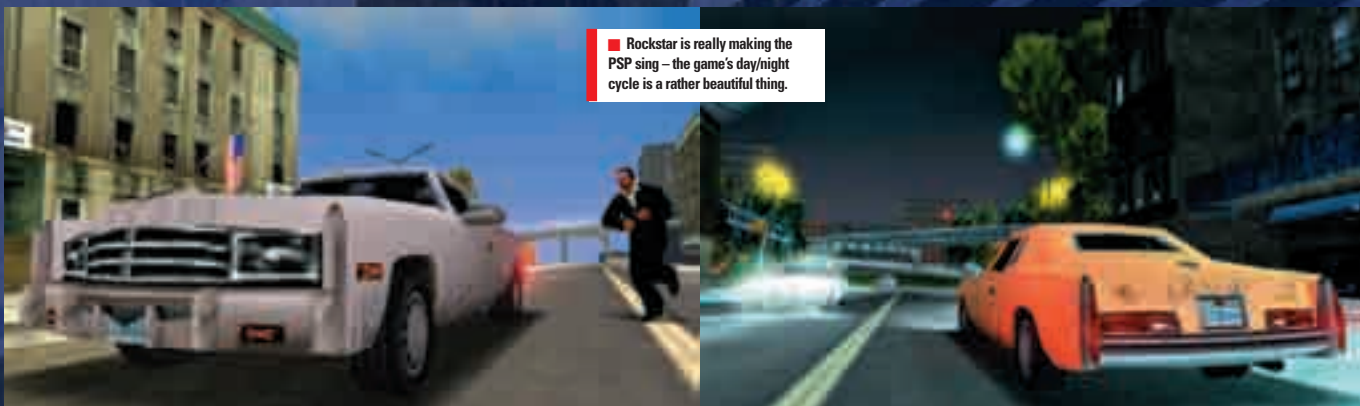 Rockstar is really making the
PSP sing – the game's day/night
cycle is a rather beautiful thing.